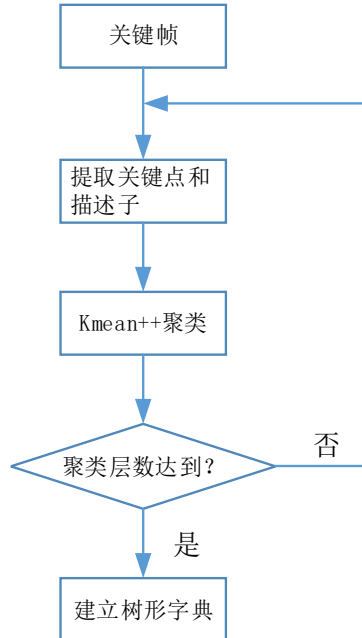 关键帧
提取关键点和
描述子
Kmean++聚类
聚类层数达到？
否
是
建立树形字典